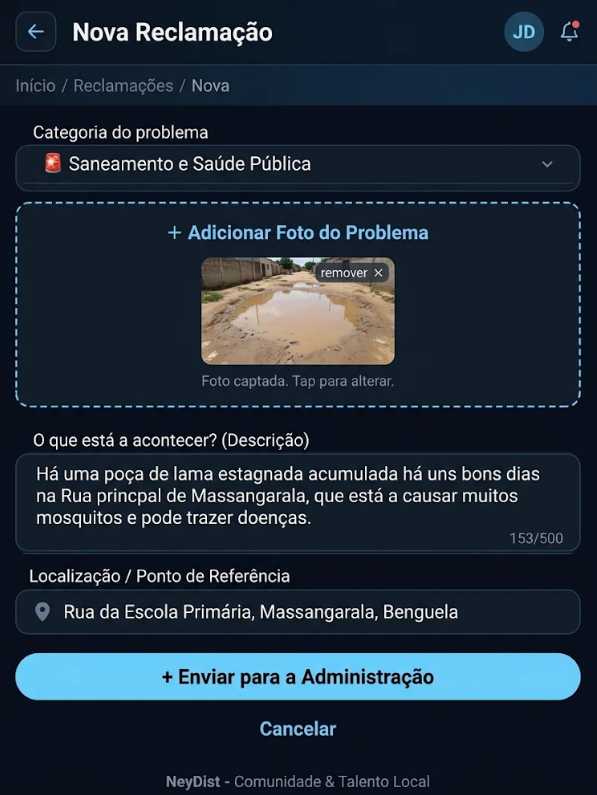 Nova Reclamação
JD
Início / Reclamações / Nova
Categoria do problema
Saneamento e Saúde Pública
+ Adicionar Foto do Problema
remover ×
Foto captada. Tap para alterar.
O que está a acontecer? (Descrição)
Há uma poça de lama estagnada acumulada há uns bons dias
na Rua princpal de Massangarala, que está a causar muitos
mosquitos e pode trazer doenças.
153/500
Localização / Ponto de Referência
Rua da Escola Primária, Massangarala, Benguela
+ Enviar para a Administração
Cancelar
NeyDist - Comunidade & Talento Local